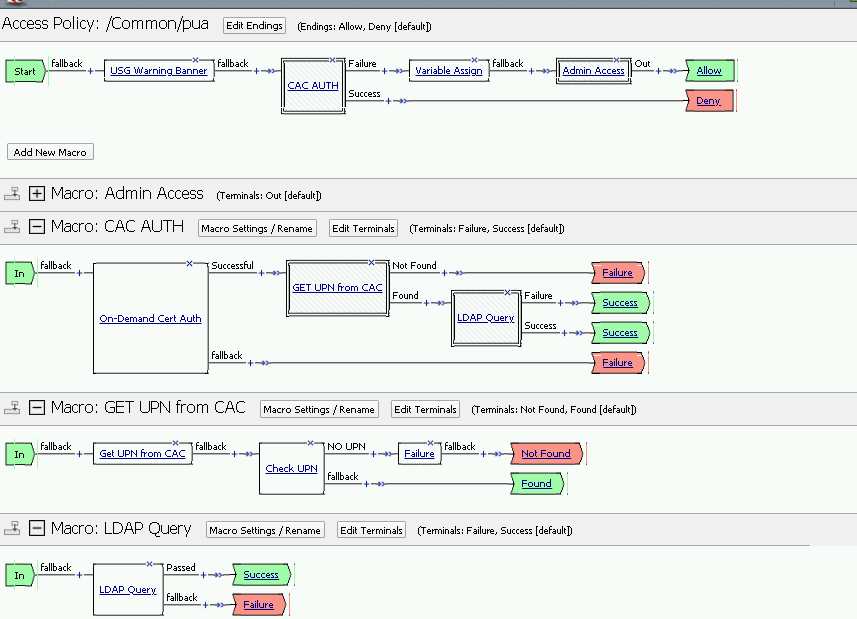 Access Policy: /Common/pua Edit Endings (Endings: Allow, Deny [default])
Start fallback + USG Warning Banner × fallback + CAC AUTH × Failure + Variable Assign × fallback + Admin Access × Out + Allow
Success + Deny
Add New Macro
+ Macro: Admin Access (Terminals: Out [default])
− Macro: CAC AUTH Macro Settings / Rename Edit Terminals (Terminals: Failure, Success [default])
In fallback + On-Demand Cert Auth × Successful + GET UPN from CAC × Not Found + Failure
Found + LDAP Query × Failure + Success
Success + Success
fallback + Failure
− Macro: GET UPN from CAC Macro Settings / Rename Edit Terminals (Terminals: Not Found, Found [default])
In fallback + Get UPN from CAC × fallback + Check UPN × NO UPN + Failure × fallback + Not Found
fallback + Found
− Macro: LDAP Query Macro Settings / Rename Edit Terminals (Terminals: Failure, Success [default])
In fallback + LDAP Query × Passed + Success
fallback + Failure